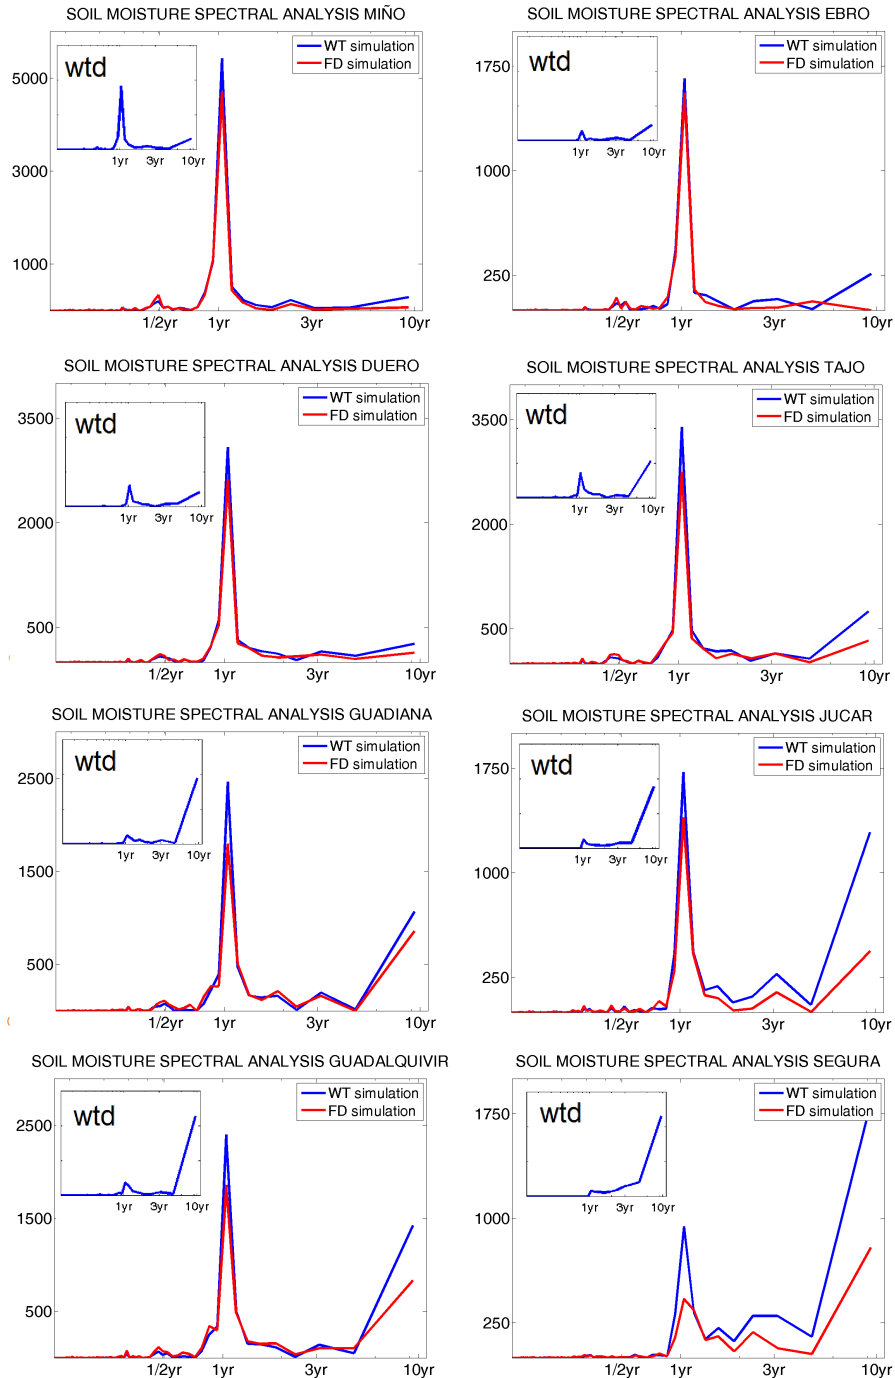 SOIL MOISTURE SPECTRAL ANALYSIS MIÑO
WT simulation
FD simulation
wtd
1yr 3yr 10yr
5000
3000
1000
1/2yr 1yr 3yr 10yr
SOIL MOISTURE SPECTRAL ANALYSIS EBRO
WT simulation
FD simulation
wtd
1yr 3yr 10yr
1750
1000
250
1/2yr 1yr 3yr 10yr
SOIL MOISTURE SPECTRAL ANALYSIS DUERO
WT simulation
FD simulation
wtd
1yr 3yr 10yr
3500
2000
500
1/2yr 1yr 3yr 10yr
SOIL MOISTURE SPECTRAL ANALYSIS TAJO
WT simulation
FD simulation
wtd
1yr 3yr 10yr
3500
2000
500
1/2yr 1yr 3yr 10yr
SOIL MOISTURE SPECTRAL ANALYSIS GUADIANA
WT simulation
FD simulation
wtd
1yr 3yr 10yr
2500
1500
500
1/2yr 1yr 3yr 10yr
SOIL MOISTURE SPECTRAL ANALYSIS JUCAR
WT simulation
FD simulation
wtd
1yr 3yr 10yr
1750
1000
250
1/2yr 1yr 3yr 10yr
SOIL MOISTURE SPECTRAL ANALYSIS GUADALQUIVIR
WT simulation
FD simulation
wtd
1yr 3yr 10yr
2500
1500
500
1/2yr 1yr 3yr 10yr
SOIL MOISTURE SPECTRAL ANALYSIS SEGURA
WT simulation
FD simulation
wtd
1yr 3yr 10yr
1750
1000
250
1/2yr 1yr 3yr 10yr